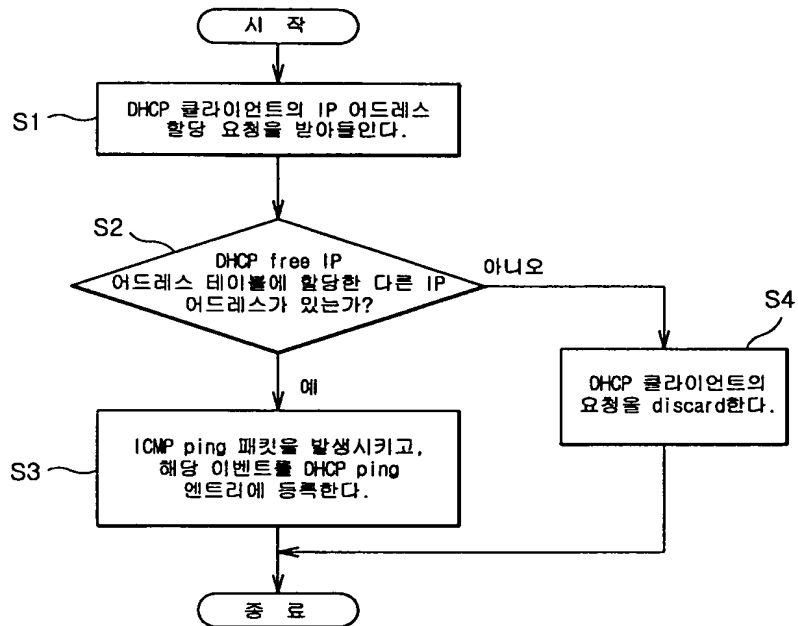 시 작
S1
DHCP 클라이언트의 IP 어드레스
할당 요청을 받아들인다.
S2
DHCP free IP
어드레스 테이블에 할당한 다른 IP
어드레스가 있는가?
아니오
S4
DHCP 클라이언트의
요청을 discard한다.
예
S3
ICMP ping 패킷을 발생시키고,
해당 이벤트를 DHCP ping
엔트리에 등록한다.
종 료